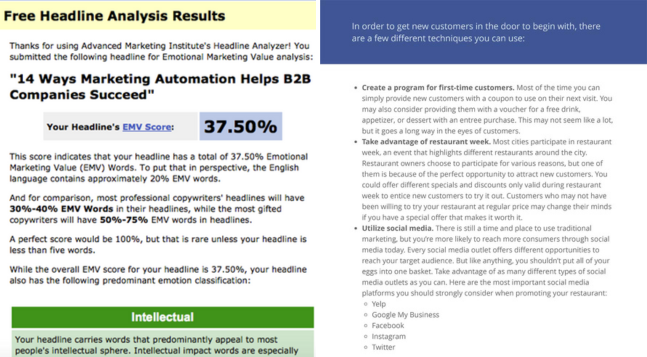 Free Headline Analysis Results
Thanks for using Advanced Marketing Institute's Headline Analyzer! You
submitted the following headline for Emotional Marketing Value analysis:
"14 Ways Marketing Automation Helps B2B
Companies Succeed"
Your Headline's EMV Score: 37.50%
This score indicates that your headline has a total of 37.50% Emotional
Marketing Value (EMV) Words. To put that in perspective, the English
language contains approximately 20% EMV words.
And for comparison, most professional copywriters' headlines will have
30%-40% EMV Words in their headlines, while the most gifted
copywriters will have 50%-75% EMV words in headlines.
A perfect score would be 100%, but that is rare unless your headline is
less than five words.
While the overall EMV score for your headline is 37.50%, your headline
also has the following predominant emotion classification:
Intellectual
Your headline carries words that predominantly appeal to most
people's intellectual sphere. Intellectual impact words are especially
In order to get new customers in the door to begin with, there
are a few different techniques you can use:
• Create a program for first-time customers. Most of the time you can
simply provide new customers with a coupon to use on their next visit. You
may also consider providing them with a voucher for a free drink,
appetizer, or dessert with an entree purchase. This may not seem like a lot,
but it goes a long way in the eyes of customers.
• Take advantage of restaurant week. Most cities participate in restaurant
week, an event that highlights different restaurants around the city.
Restaurant owners choose to participate for various reasons, but one of
them is because of the perfect opportunity to attract new customers. You
could offer different specials and discounts only valid during restaurant
week to entice new customers to try it out. Customers who may not have
been willing to try your restaurant at regular price may change their minds
if you have a special offer that makes it worth it.
• Utilize social media. There is still a time and place to use traditional
marketing, but you're more likely to reach more consumers through social
media today. Every social media outlet offers different opportunities to
reach your target audience. But like anything, you shouldn't put all of your
eggs into one basket. Take advantage of as many different types of social
media outlets as you can. Here are the most important social media
platforms you should strongly consider when promoting your restaurant:
○ Yelp
○ Google My Business
○ Facebook
○ Instagram
○ Twitter